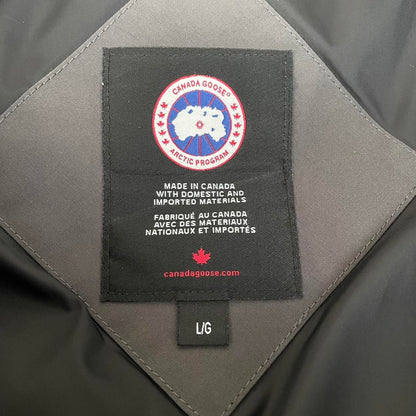 CANADA GOOSE®
ARCTIC PROGRAM
MADE IN CANADA
WITH DOMESTIC AND
IMPORTED MATERIALS
FABRIQUÉ AU CANADA
AVEC DES MATERIAUX
NATIONAUX ET IMPORTÉS
canadagoose.com
L/G